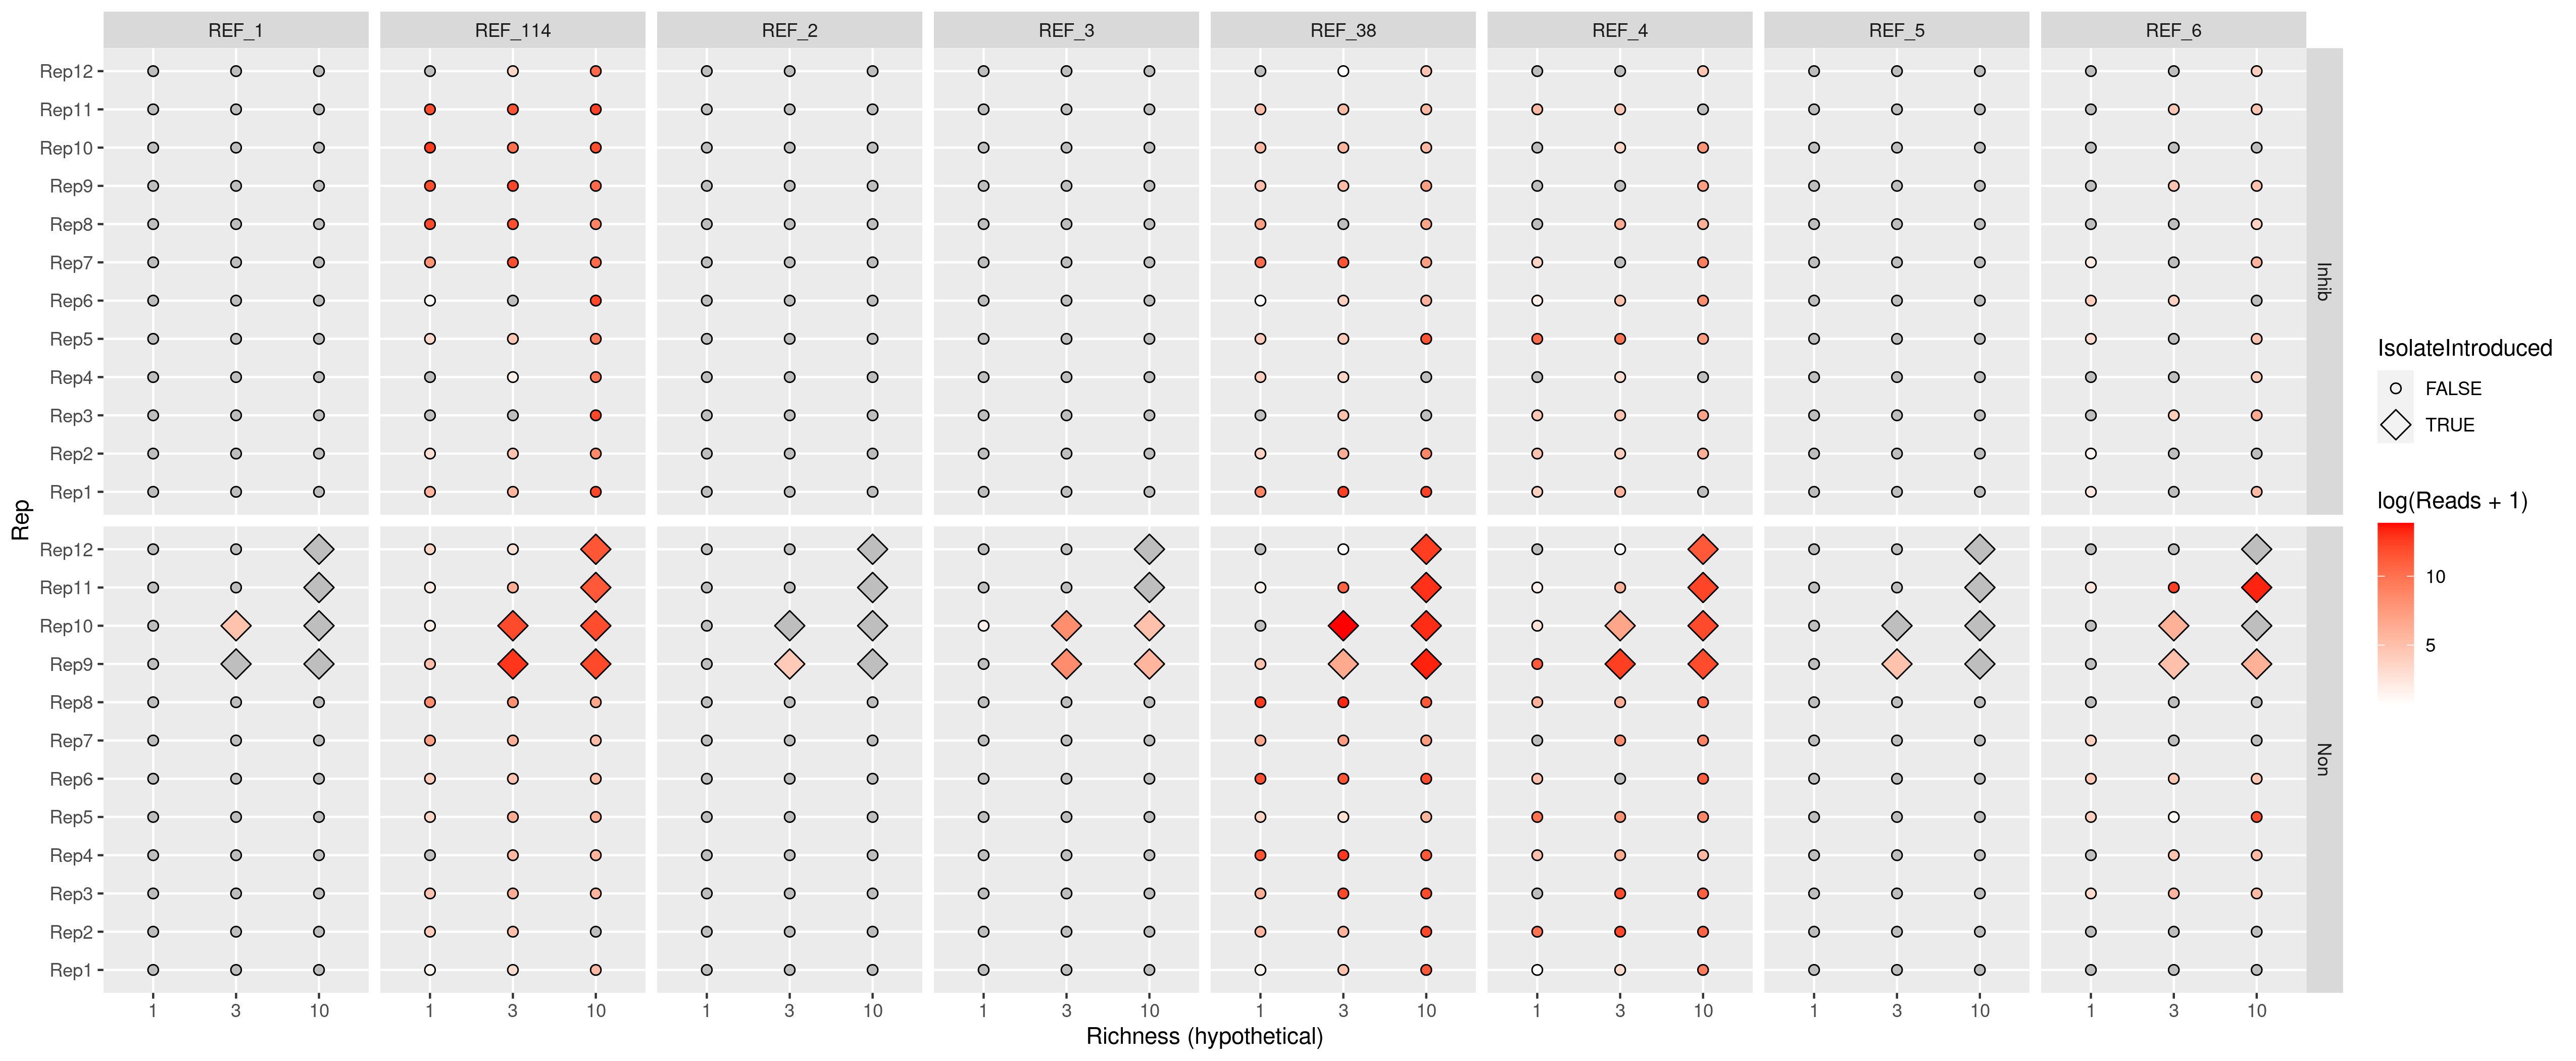 REF_1 REF_114 REF_2 REF_3 REF_38 REF_4 REF_5 REF_6
Rep12
Rep11
Rep10
Rep9
Rep8
Rep7
Rep6
Rep5
Rep4
Rep3
Rep2
Rep1
Inhib
Rep12
Rep11
Rep10
Rep9
Rep8
Rep7
Rep6
Rep5
Rep4
Rep3
Rep2
Rep1
Non
Rep
1 3 10 1 3 10 1 3 10 1 3 10 1 3 10 1 3 10 1 3 10 1 3 10
Richness (hypothetical)
IsolateIntroduced
FALSE
TRUE
log(Reads + 1)
10
5